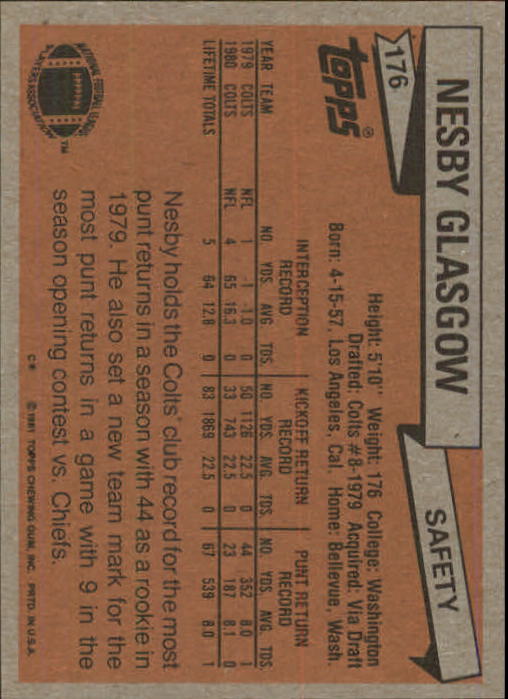 176
NESBY GLASGOW
SAFETY
topps®
Height: 5'10" Weight: 176 College: Washington
Drafted: Colts #8-1979 Acquired: Via Draft
Born: 4-15-57, Los Angeles, Cal. Home: Bellevue, Wash.
INTERCEPTION RECORD KICKOFF RETURN RECORD PUNT RETURN RECORD
YEAR TEAM NO. YDS. AVG. TDS. NO. YDS. AVG. TDS. NO. YDS. AVG. TDS.
1979 COLTS NFL 1 -1 -1.0 0 50 1126 22.5 0 44 352 8.0 1
1980 COLTS NFL 4 65 16.3 0 33 743 22.5 0 23 187 8.1 0
LIFETIME TOTALS 5 64 12.8 0 83 1869 22.5 0 67 539 8.0 1
Nesby holds the Colts' club record for the most
punt returns in a season with 44 as a rookie in
1979. He also set a new team mark for the
most punt returns in a game with 9 in the
season opening contest vs. Chiefs.
NATIONAL FOOTBALL LEAGUE
PLAYERS ASSOCIATION
TM
C* © 1981 TOPPS CHEWING GUM, INC. PRTD. IN U.S.A.